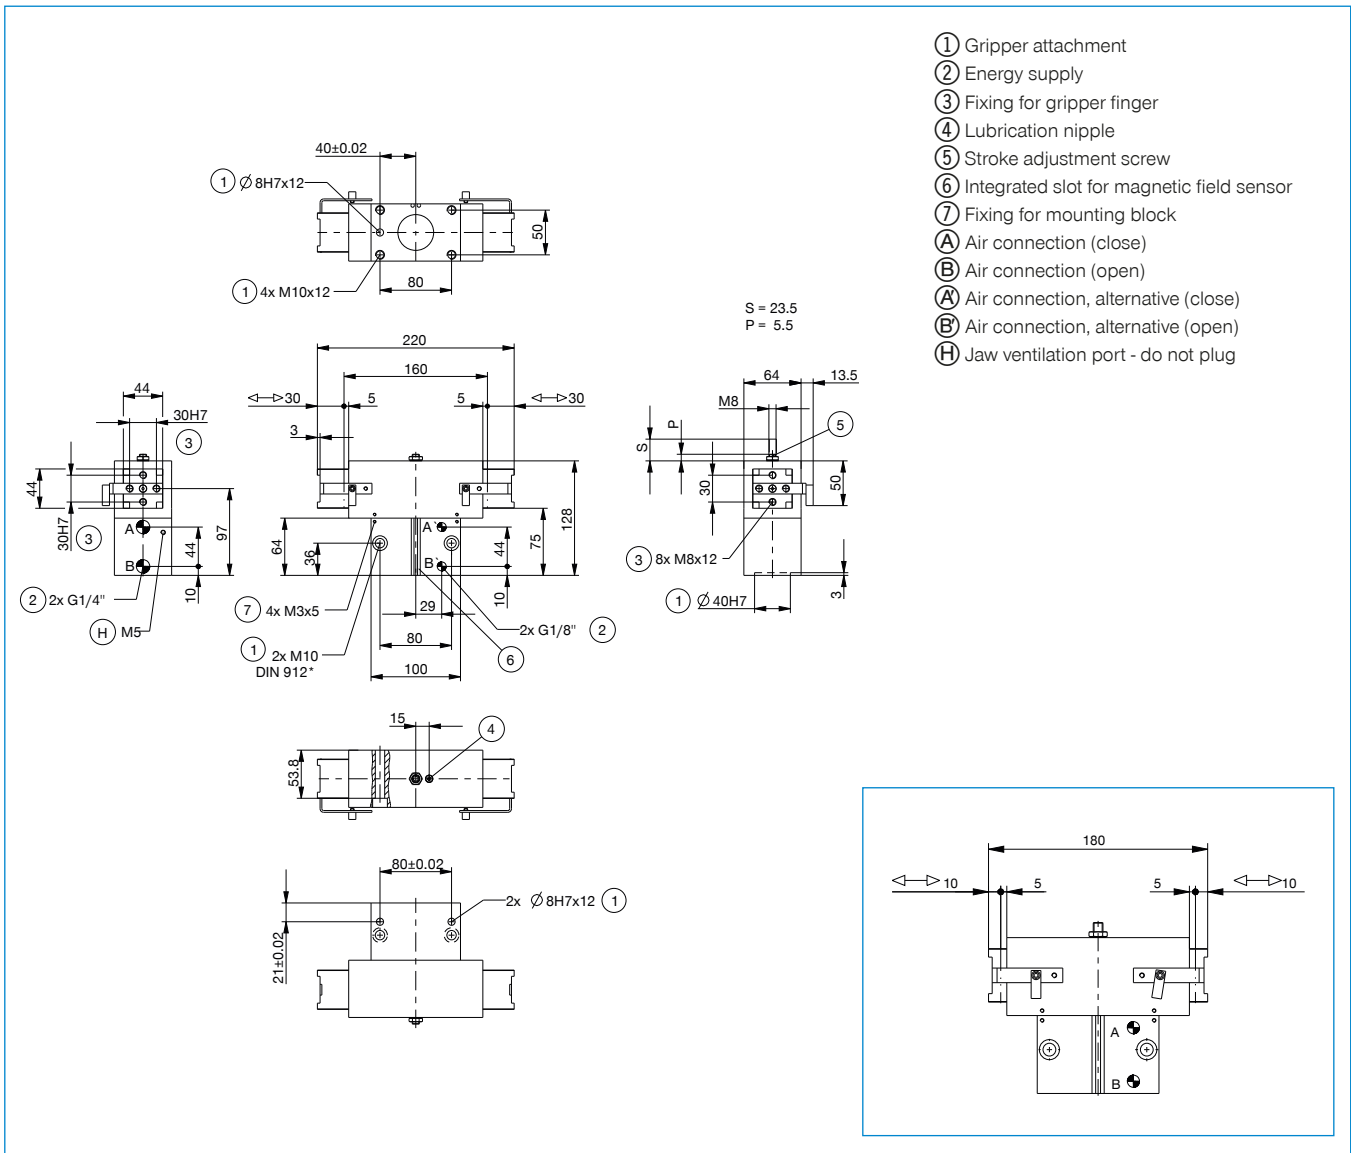 ① Gripper attachment
② Energy supply
③ Fixing for gripper finger
④ Lubrication nipple
⑤ Stroke adjustment screw
⑥ Integrated slot for magnetic field sensor
⑦ Fixing for mounting block
Ⓐ Air connection (close)
Ⓑ Air connection (open)
A' Air connection, alternative (close)
B' Air connection, alternative (open)
Ⓗ Jaw ventilation port - do not plug
40±0.02
① Ø 8H7x12
50
① 4x M10x12
80
S = 23.5
P = 5.5
220
160
30
5
5
30
3
128
64
36
75
44
10
A'
B'
29
80
100
⑦ 4x M3x5
① 2x M10
DIN 912*
2x G1/8" ②
⑥
44
30H7
③
44
30H7
③
97
44
10
A
B
② 2x G1/4"
Ⓗ M5
64
13.5
M8
P
S
⑤
30
50
③ 8x M8x12
① Ø 40H7
3
15
④
53.8
80±0.02
2x Ø 8H7x12 ①
21±0.02
180
10
5
5
10
A
B